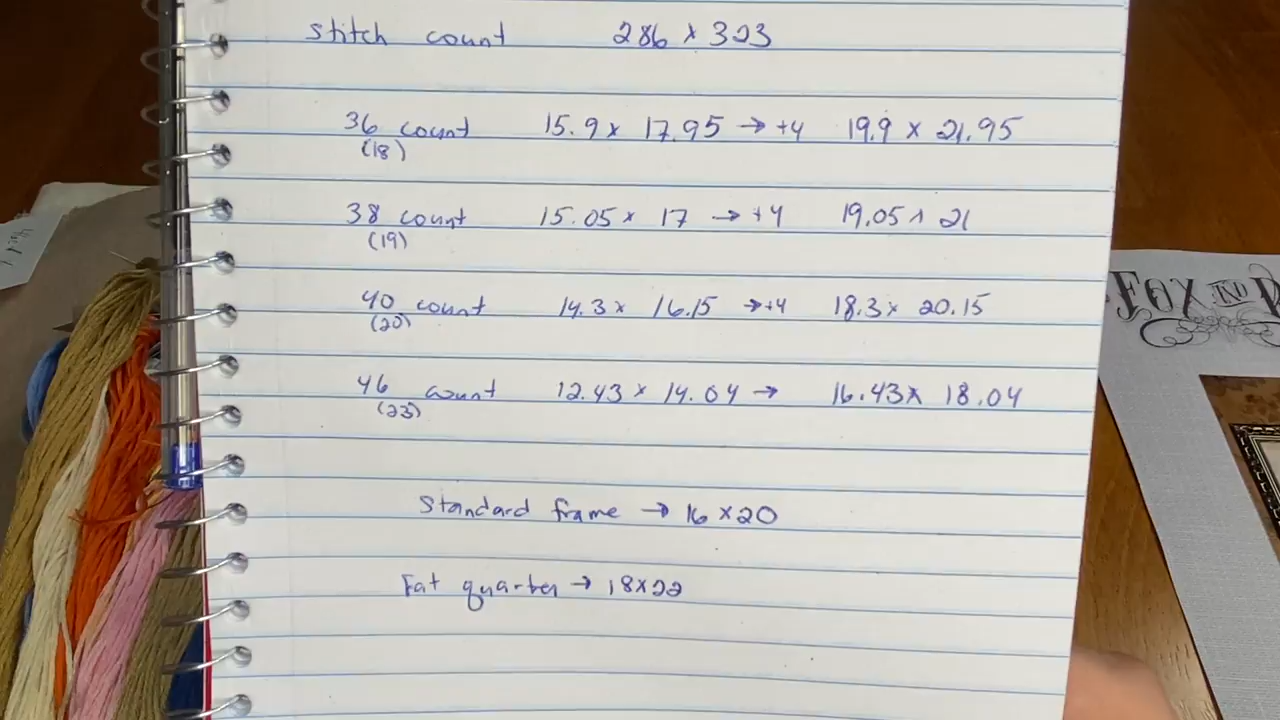 Stitch count 286 x 323
36 count 15.9 x 17.95 → +4 19.9 x 21.95
(18)
38 count 15.05 x 17 → +4 19.05 x 21
(19)
40 count 14.3 x 16.15 → +4 18.3 x 20.15
(20)
46 count 12.43 x 14.04 → 16.43 x 18.04
(23)
Standard frame → 16 x 20
Fat quarter → 18 x 22
FOX AND